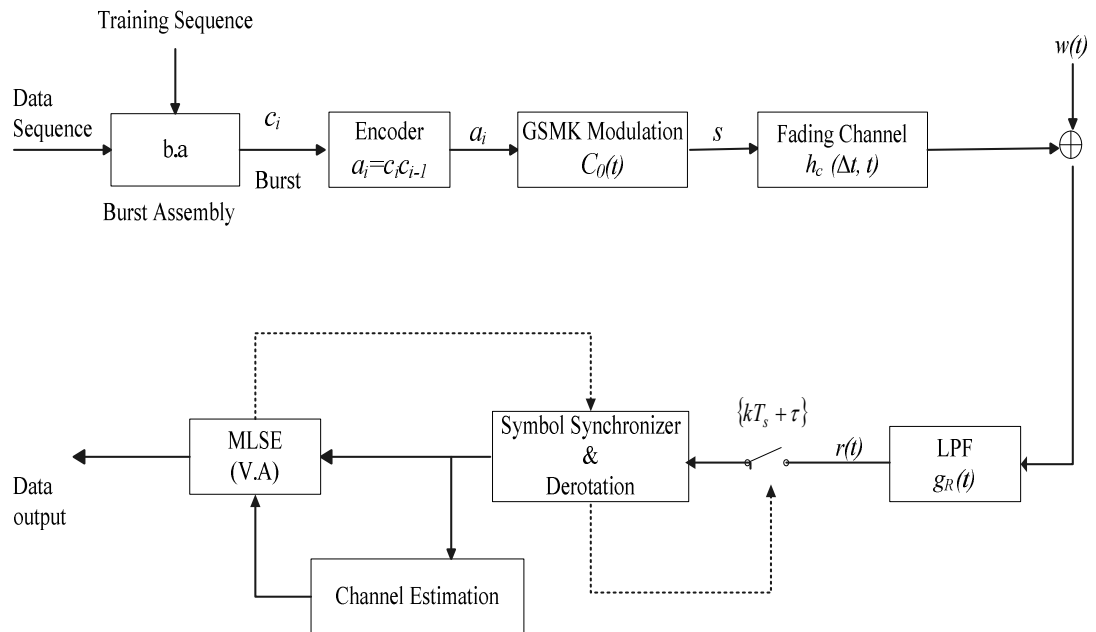 Training Sequence
w(t)
Data
Sequence
b.a
c_i
Burst
Burst Assembly
Encoder
a_i=c_ic_{i-1}
a_i
GSMK Modulation
C_0(t)
s
Fading Channel
h_c (Δt, t)
{kT_s + τ}
MLSE
(V.A)
Symbol Synchronizer
&
Derotation
r(t)
LPF
g_R(t)
Data
output
Channel Estimation